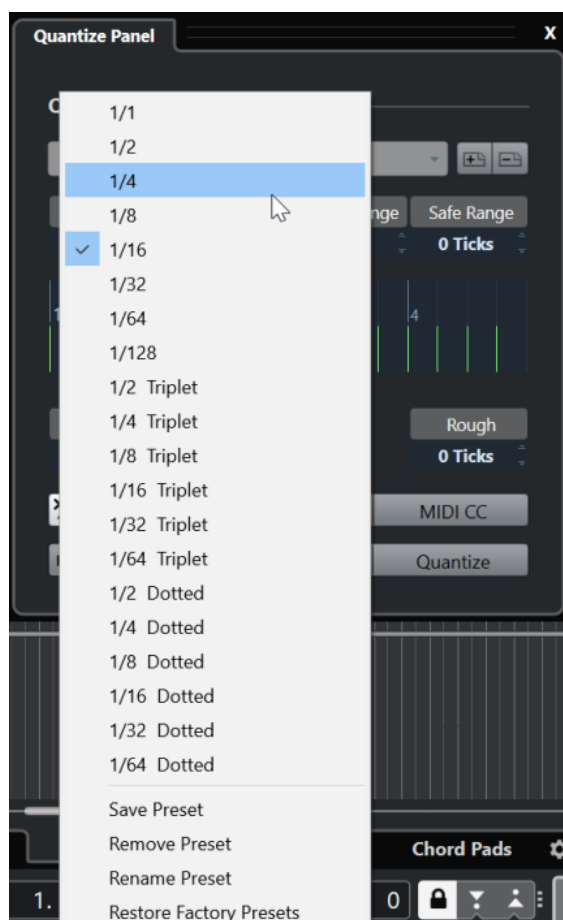 Quantize Panel
X
1/1
1/2
1/4
1/8
nge Safe Range
1/16
0 Ticks
1/32
1/64
4
1/128
1/2 Triplet
1/4 Triplet
Rough
1/8 Triplet
0 Ticks
1/16 Triplet
MIDI CC
1/32 Triplet
1/64 Triplet
Quantize
1/2 Dotted
1/4 Dotted
1/8 Dotted
1/16 Dotted
1/32 Dotted
1/64 Dotted
Save Preset
Remove Preset
Chord Pads
Rename Preset
1.
0
Restore Factory Presets